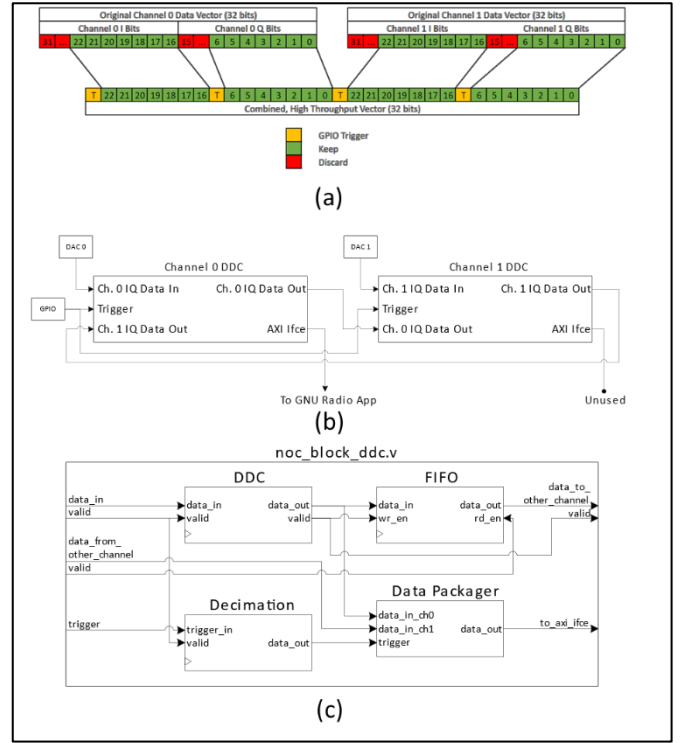 Original Channel 0 Data Vector (32 bits) Original Channel 1 Data Vector (32 bits)
Channel 0 I Bits Channel 0 Q Bits Channel 1 I Bits Channel 1 Q Bits
31 ... 22 21 20 19 18 17 16 15 ... 6 5 4 3 2 1 0 31 ... 22 21 20 19 18 17 16 15 ... 6 5 4 3 2 1 0
T 22 21 20 19 18 17 16 T 6 5 4 3 2 1 0 T 22 21 20 19 18 17 16 T 6 5 4 3 2 1 0
Combined, High Throughput Vector (32 bits)
GPIO Trigger
Keep
Discard
(a)
DAC 0 DAC 1
Channel 0 DDC Channel 1 DDC
Ch. 0 IQ Data In Ch. 0 IQ Data Out Ch. 1 IQ Data In Ch. 1 IQ Data Out
GPIO Trigger Trigger
Ch. 1 IQ Data Out AXI Ifce Ch. 0 IQ Data Out AXI Ifce
To GNU Radio App Unused
(b)
noc_block_ddc.v
DDC FIFO
data_in data_in data_out data_in data_out data_to_
other_channel
valid valid valid wr_en rd_en valid
data_from_
other_channel
valid
Decimation Data Packager
trigger trigger_in data_in_ch0
valid data_out data_in_ch1 data_out to_axi_ifce
trigger
(c)